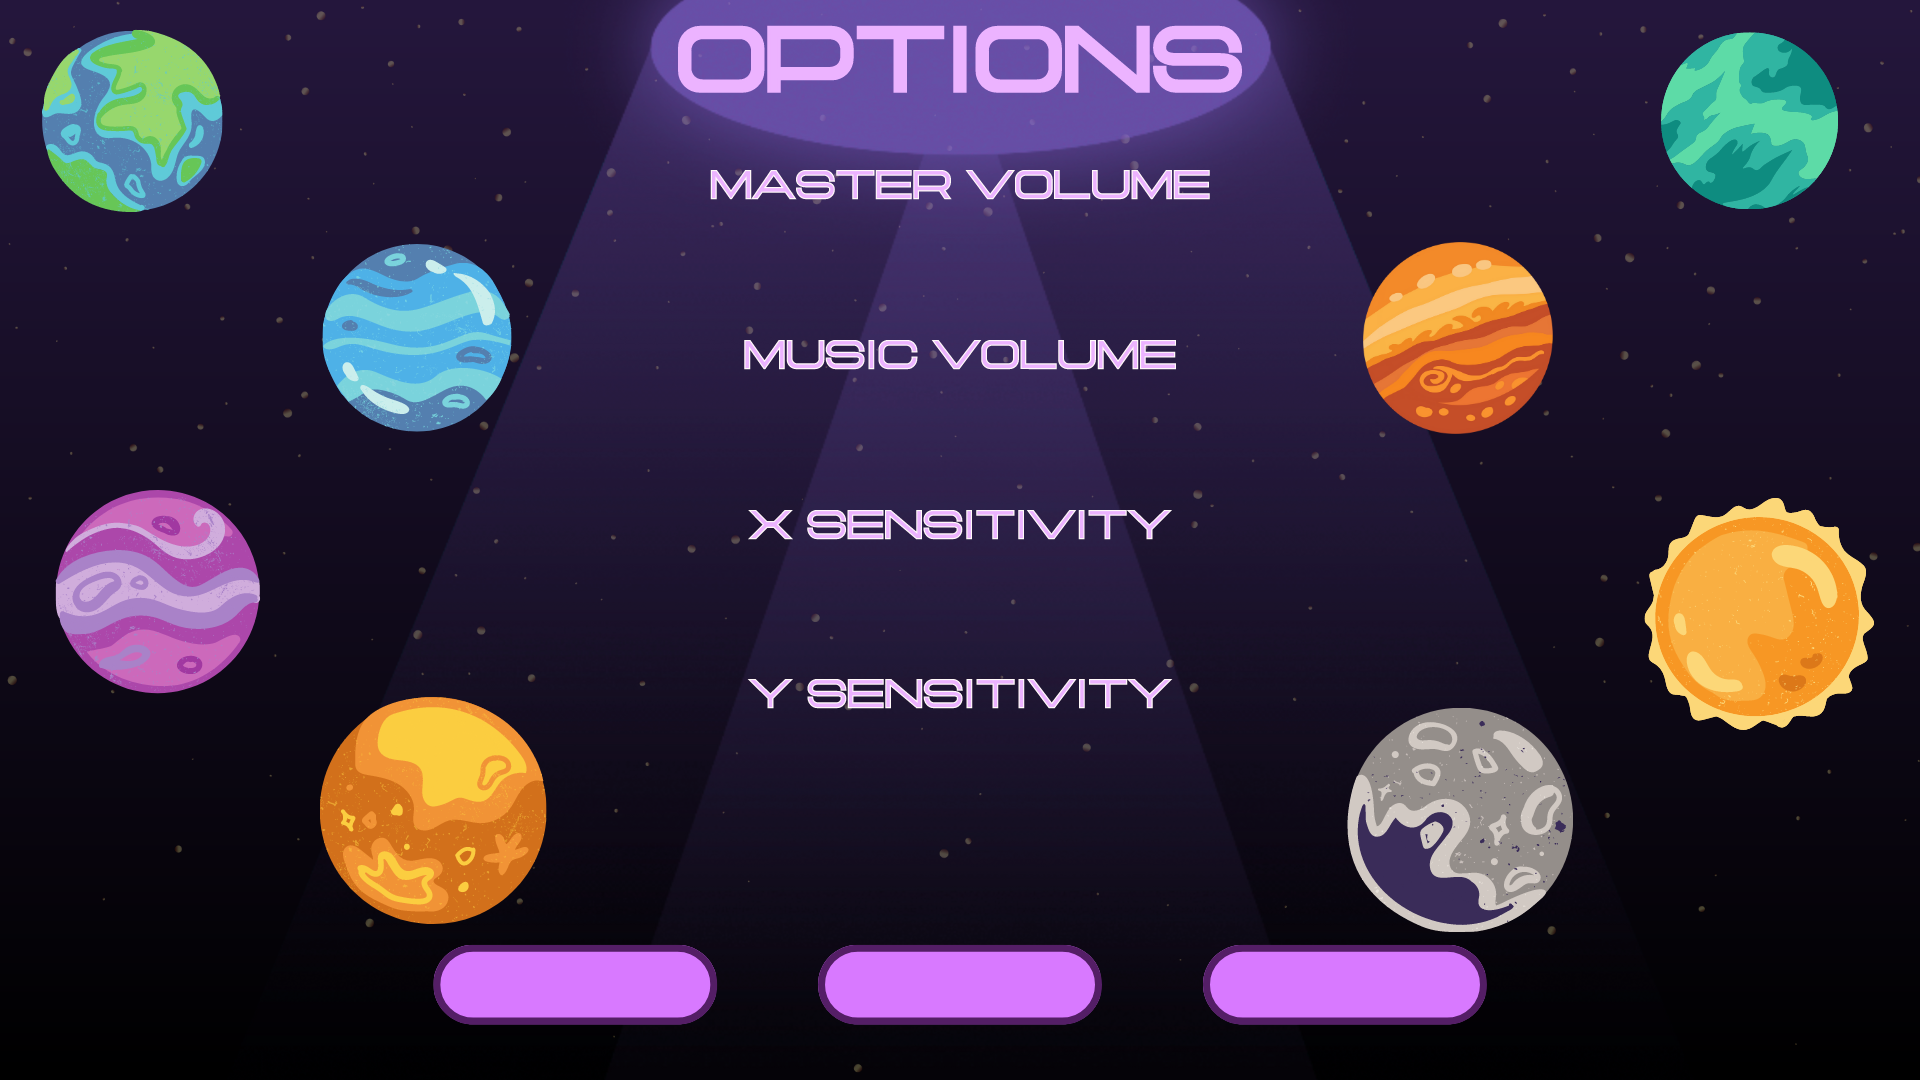 OPTIONS
MASTER VOLUME
MUSIC VOLUME
X SENSITIVITY
Y SENSITIVITY